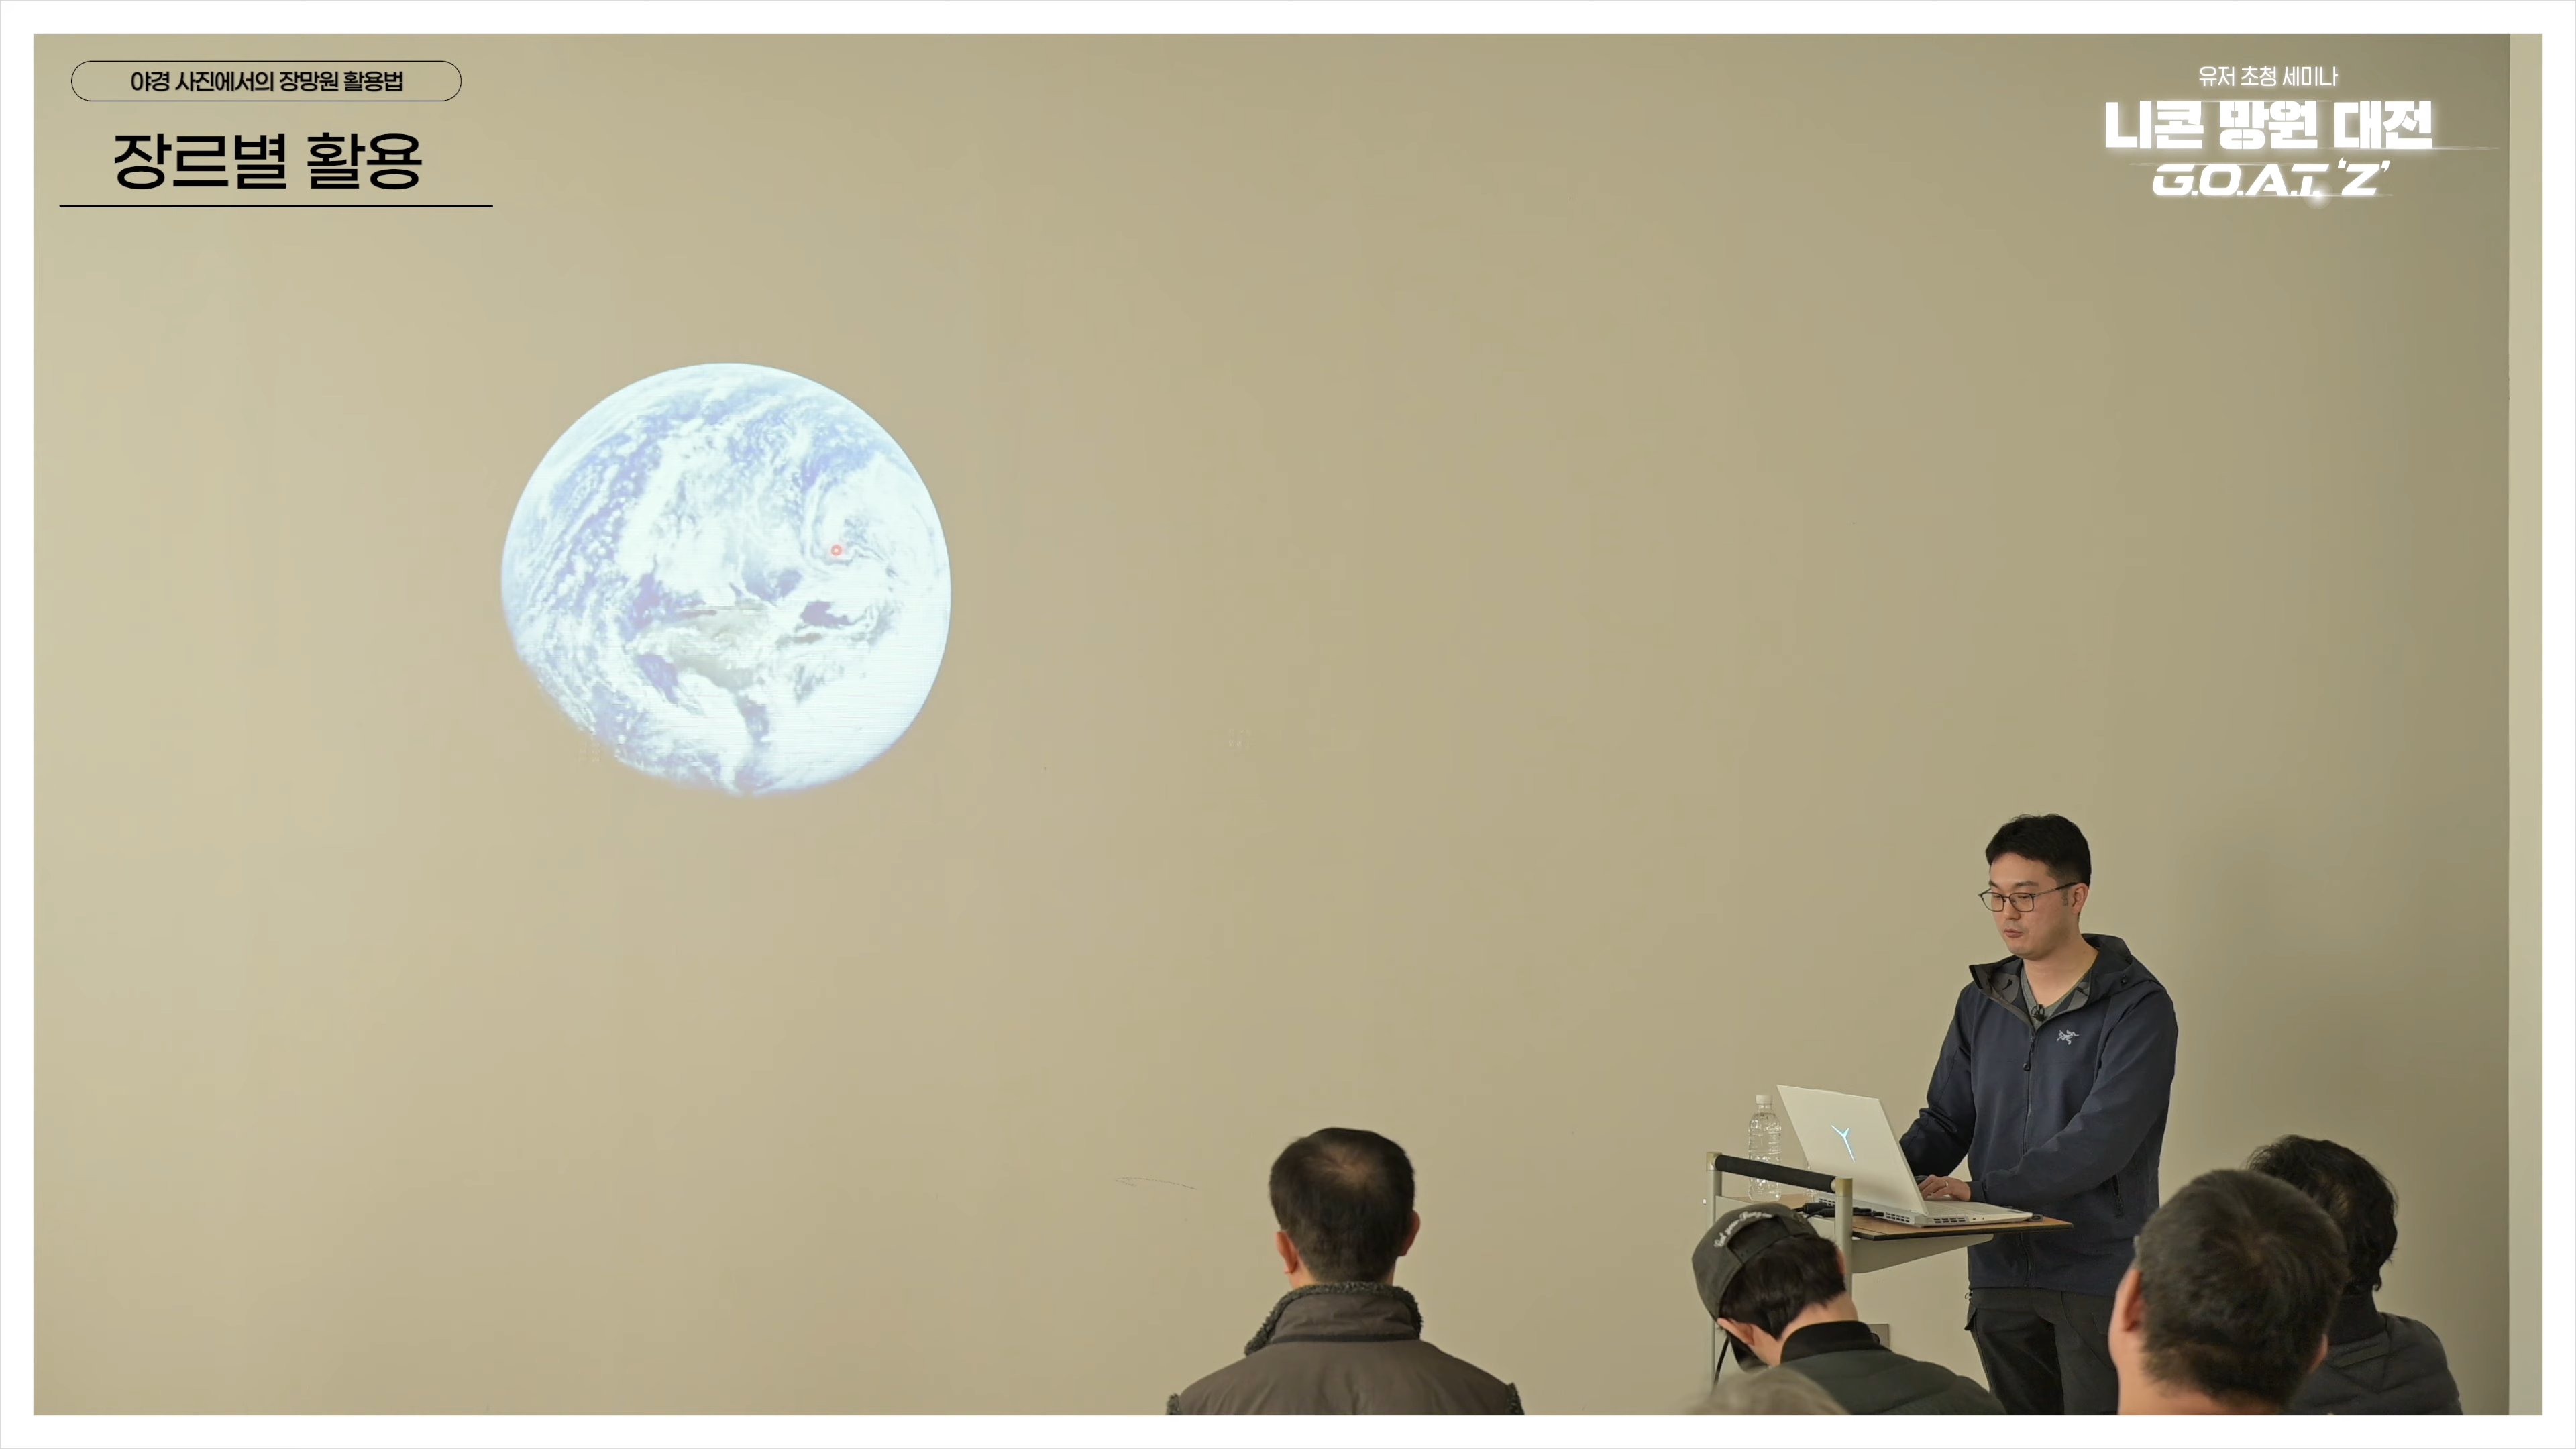 야경 사진에서의 장망원 활용법
장르별 활용
유저 초청 세미나
니콘 망원 대전
G.O.A.T. 'Z'